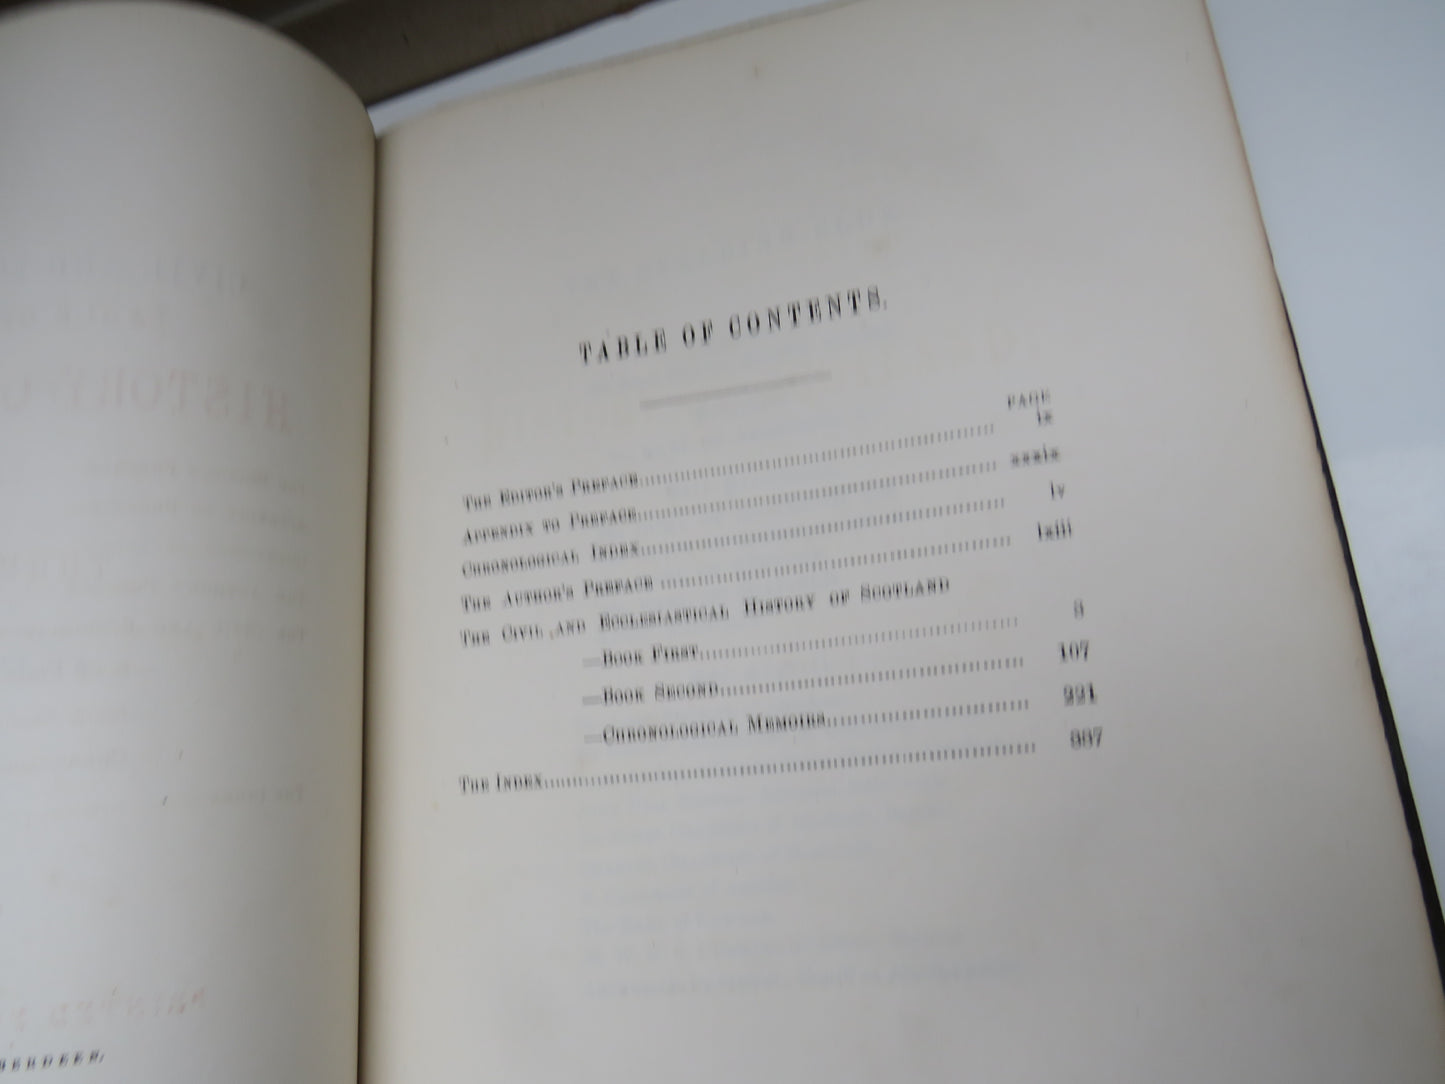 TABLE OF CONTENTS.
PAGE
THE EDITOR'S PREFACE ix
APPENDIX TO PREFACE xxxix
CHRONOLOGICAL INDEX lv
THE AUTHOR'S PREFACE lxiii
THE CIVIL AND ECCLESIASTICAL HISTORY OF SCOTLAND
—BOOK FIRST 3
—BOOK SECOND 107
—CHRONOLOGICAL MEMOIRS 221
THE INDEX